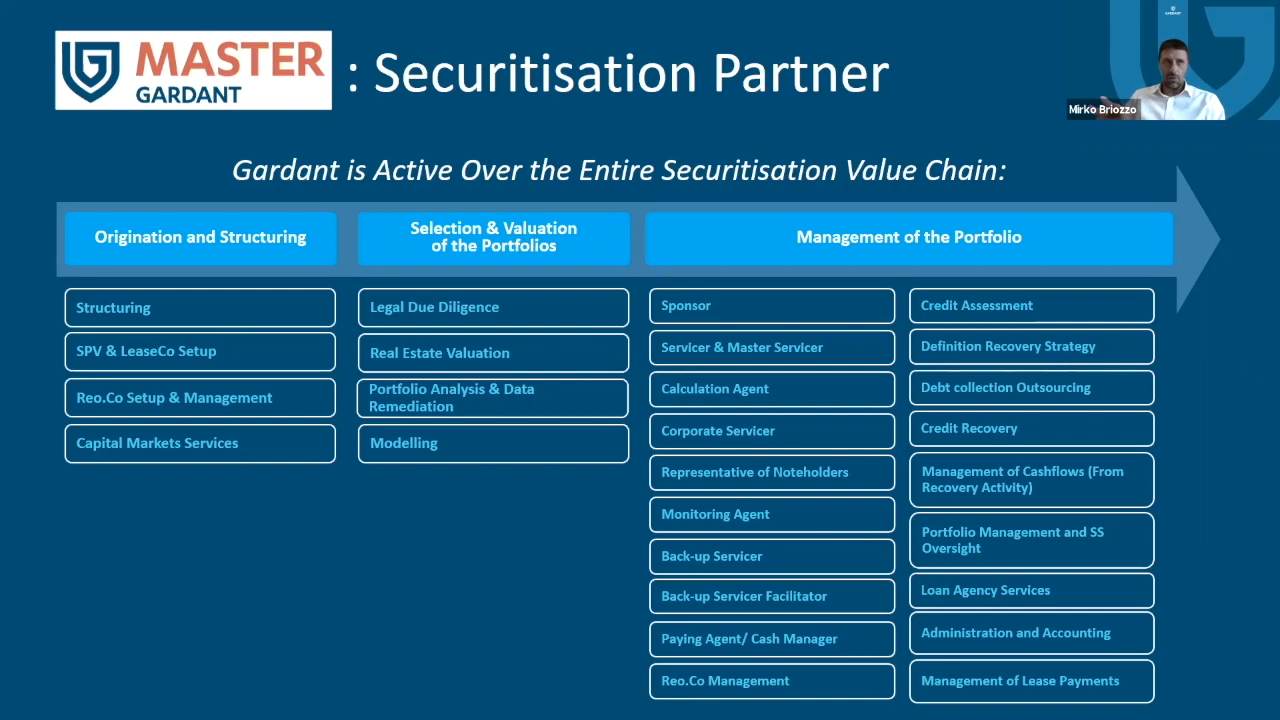 MASTER
GARDANT
: Securitisation Partner
GARDANT
Mirko Briozzo
Gardant is Active Over the Entire Securitisation Value Chain:
Origination and Structuring
Structuring
SPV & LeaseCo Setup
Reo.Co Setup & Management
Capital Markets Services
Selection & Valuation
of the Portfolios
Legal Due Diligence
Real Estate Valuation
Portfolio Analysis & Data
Remediation
Modelling
Management of the Portfolio
Sponsor
Servicer & Master Servicer
Calculation Agent
Corporate Servicer
Representative of Noteholders
Monitoring Agent
Back-up Servicer
Back-up Servicer Facilitator
Paying Agent/ Cash Manager
Reo.Co Management
Credit Assessment
Definition Recovery Strategy
Debt collection Outsourcing
Credit Recovery
Management of Cashflows (From
Recovery Activity)
Portfolio Management and SS
Oversight
Loan Agency Services
Administration and Accounting
Management of Lease Payments